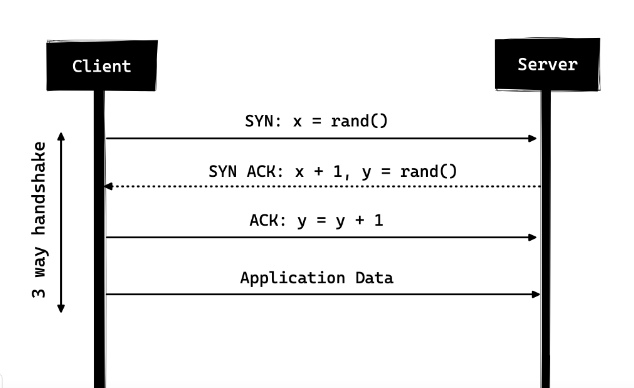 Client
Server
SYN: x = rand()
SYN ACK: x + 1, y = rand()
ACK: y = y + 1
Application Data
3 way handshake